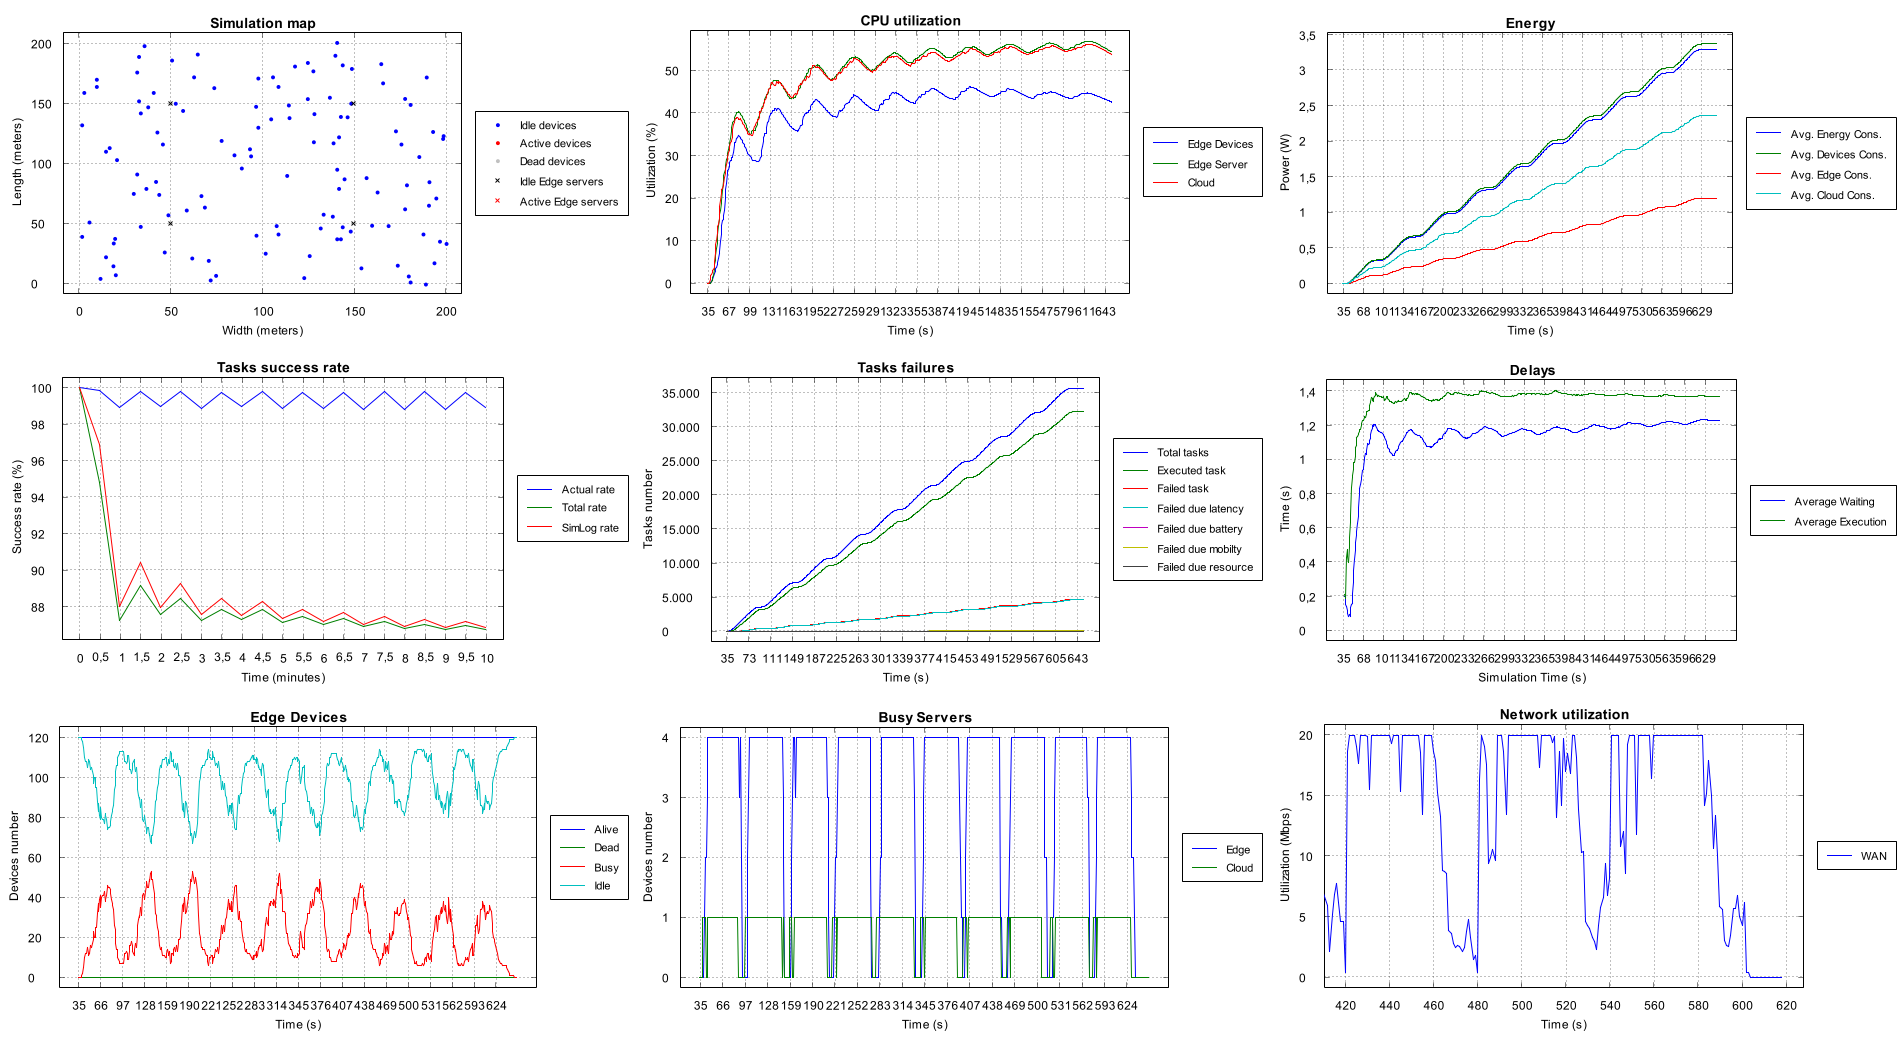 Simulation map
Length (meters)
200
150
100
50
0
0 50 100 150 200
Width (meters)
Idle devices
Active devices
Dead devices
Idle Edge servers
Active Edge servers
CPU utilization
Utilization (%)
50
40
30
20
10
0
35 67 99 131163195227259291323355387419451483515547579611643
Time (s)
Edge Devices
Edge Server
Cloud
Energy
Power (W)
3,5
3
2,5
2
1,5
1
0,5
0
35 68 101134167200233266299332365398431464497530563596629
Time (s)
Avg. Energy Cons.
Avg. Devices Cons.
Avg. Edge Cons.
Avg. Cloud Cons.
Tasks success rate
Success rate (%)
100
98
96
94
92
90
88
0 0,5 1 1,5 2 2,5 3 3,5 4 4,5 5 5,5 6 6,5 7 7,5 8 8,5 9 9,5 10
Time (minutes)
Actual rate
Total rate
SimLog rate
Tasks failures
Tasks number
35.000
30.000
25.000
20.000
15.000
10.000
5.000
0
35 73 111149187225263301339377415453491529567605643
Time (s)
Total tasks
Executed task
Failed task
Failed due latency
Failed due battery
Failed due mobilty
Failed due resource
Delays
Time (s)
1,4
1,2
1
0,8
0,6
0,4
0,2
0
35 68 101134167200233266299332365398431464497530563596629
Simulation Time (s)
Average Waiting
Average Execution
Edge Devices
Devices number
120
100
80
60
40
20
0
35 66 97 128159190221252283314345376407438469500531562593624
Time (s)
Alive
Dead
Busy
Idle
Busy Servers
Devices number
4
3
2
1
0
35 66 97 128159190221252283314345376407438469500531562593624
Time (s)
Edge
Cloud
Network utilization
Utilization (Mbps)
20
15
10
5
0
420 440 460 480 500 520 540 560 580 600 620
Time (s)
WAN